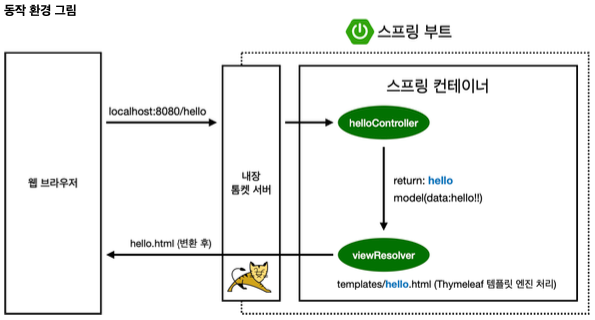 동작 환경 그림
스프링 부트
스프링 컨테이너
localhost:8080/hello
helloController
웹 브라우저
내장
톰켓 서버
return: hello
model(data:hello!!)
hello.html (변환 후)
viewResolver
templates/hello.html (Thymeleaf 템플릿 엔진 처리)